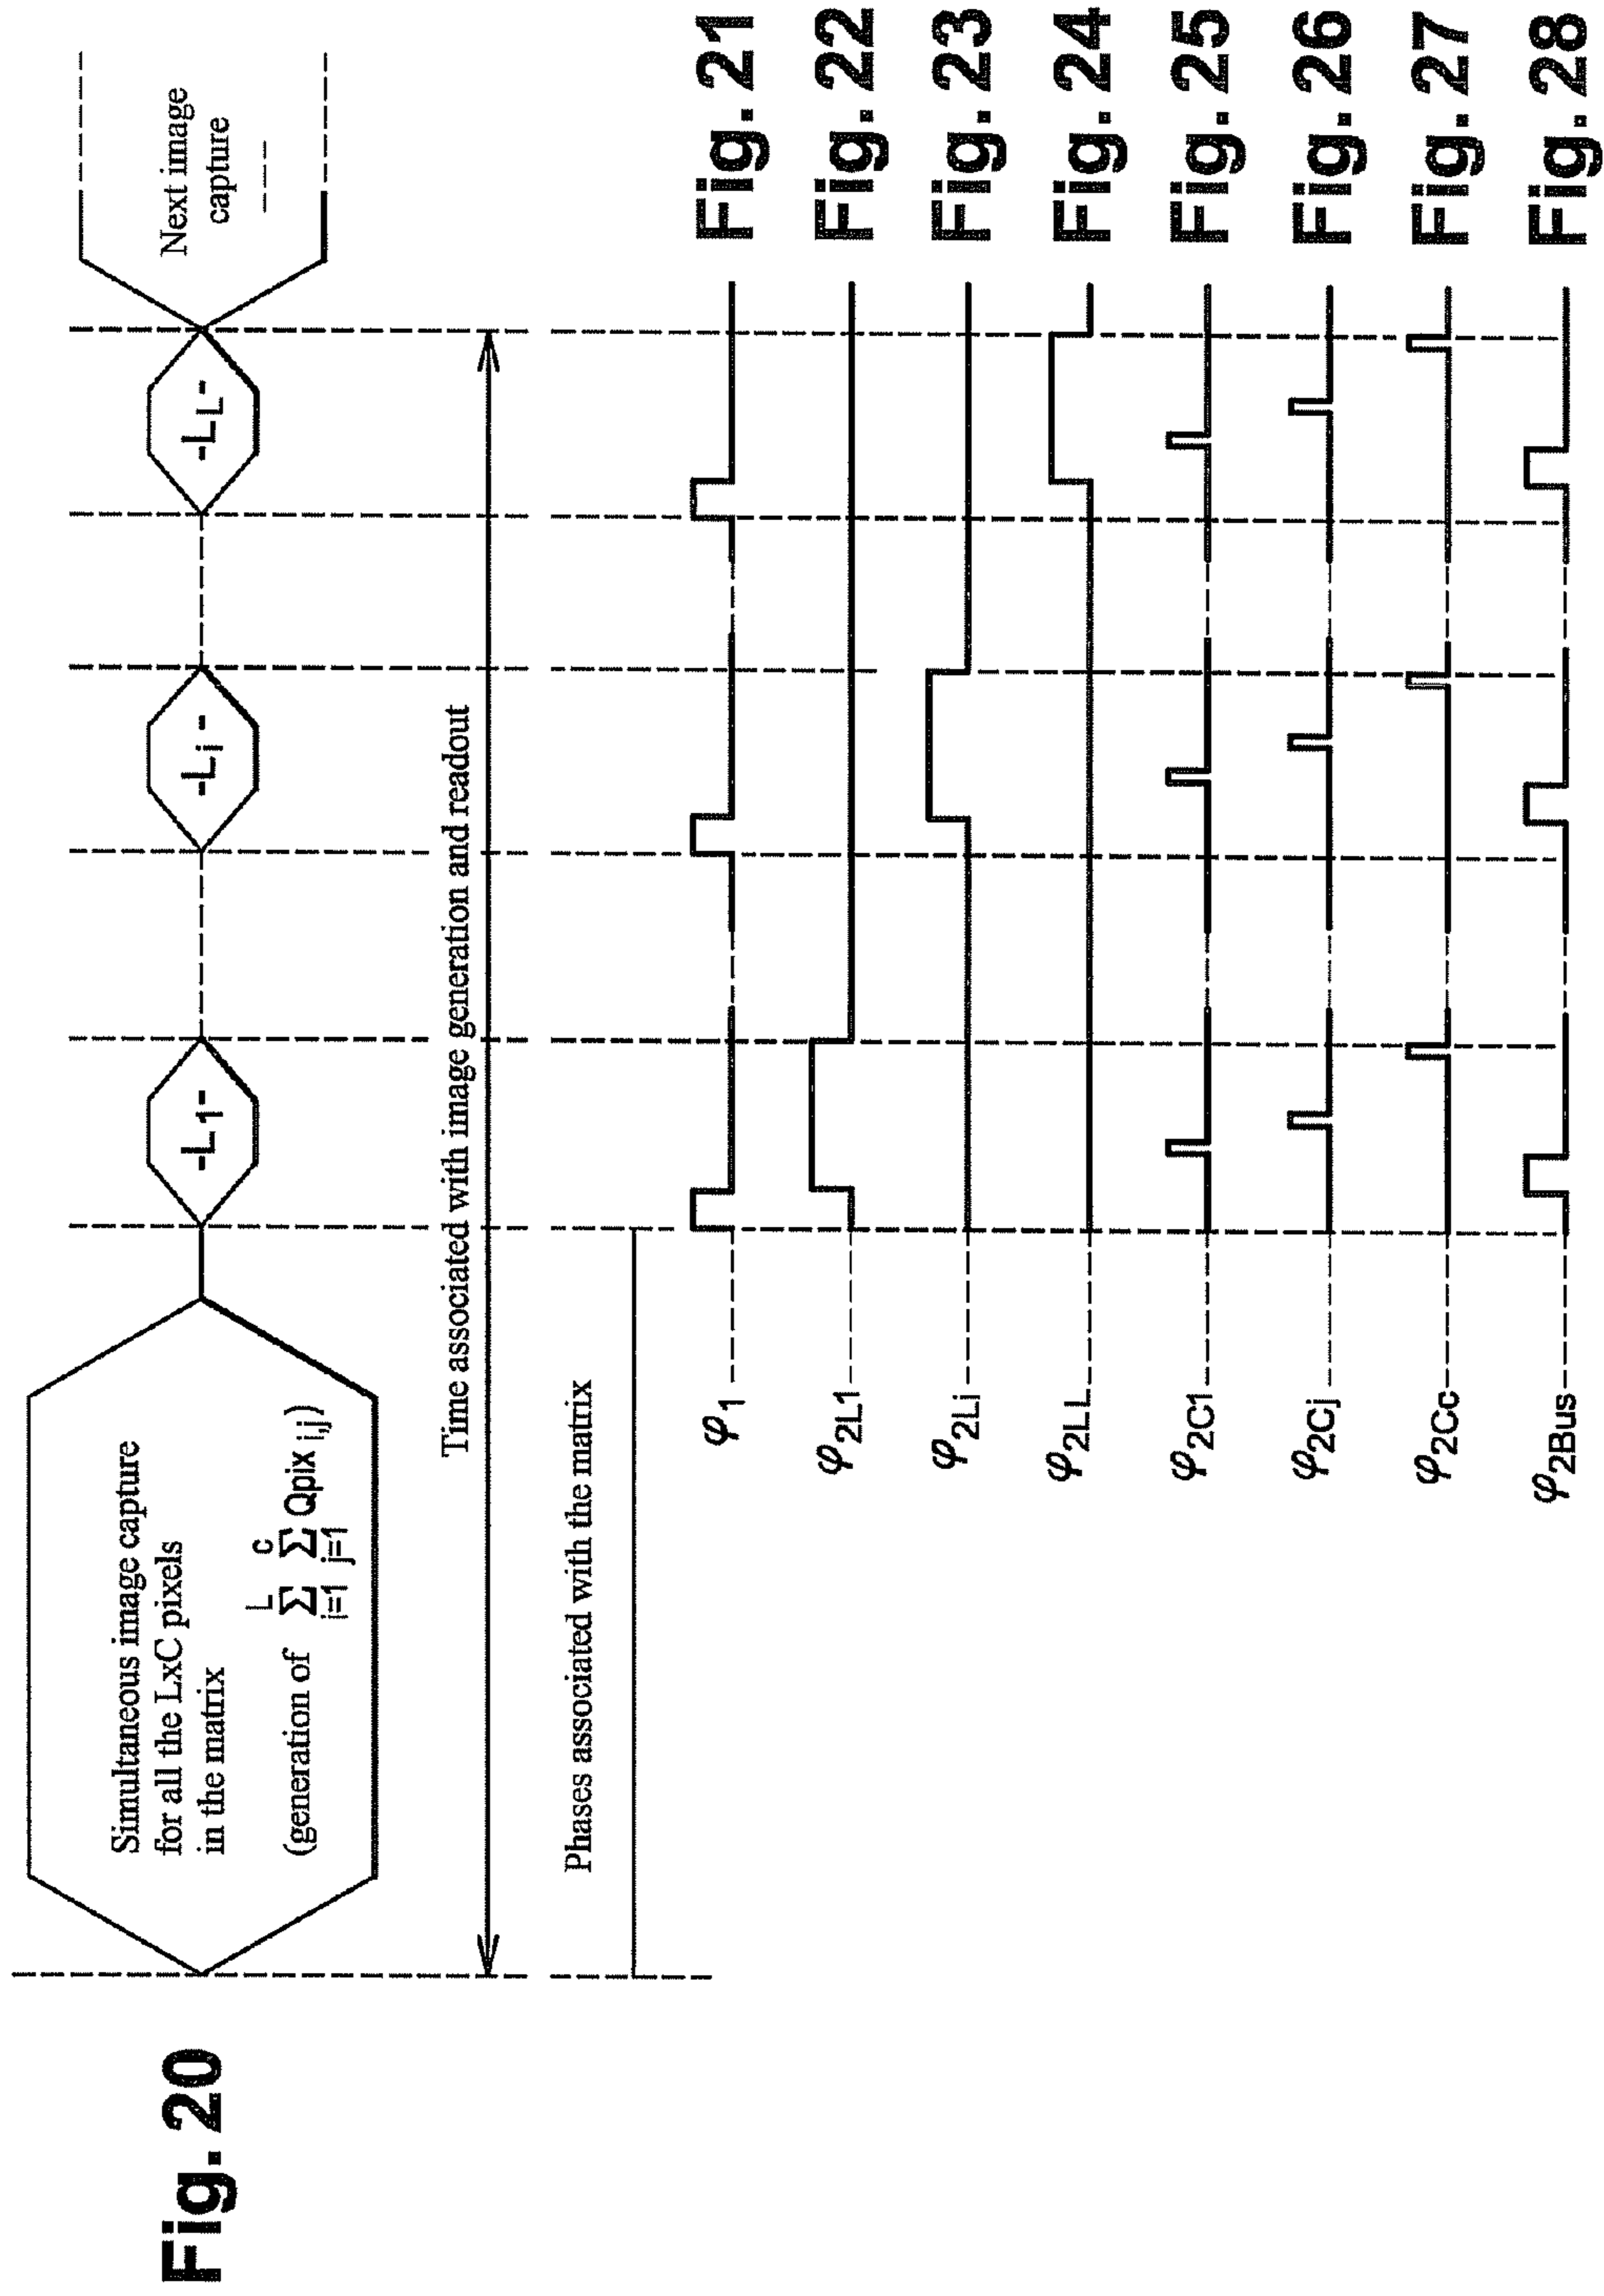 Fig. 20
Simultaneous image capture
for all the LxC pixels
in the matrix
(generation of L Σ i=1 C Σ j=1 Qpix i,j)
-L1-
-Li-
-LL-
Next image
capture
Time associated with image generation and readout
Phases associated with the matrix
φ1 Fig. 21
φ2L1 Fig. 22
φ2Li Fig. 23
φ2LL Fig. 24
φ2C1 Fig. 25
φ2Cj Fig. 26
φ2Cc Fig. 27
φ2Bus Fig. 28